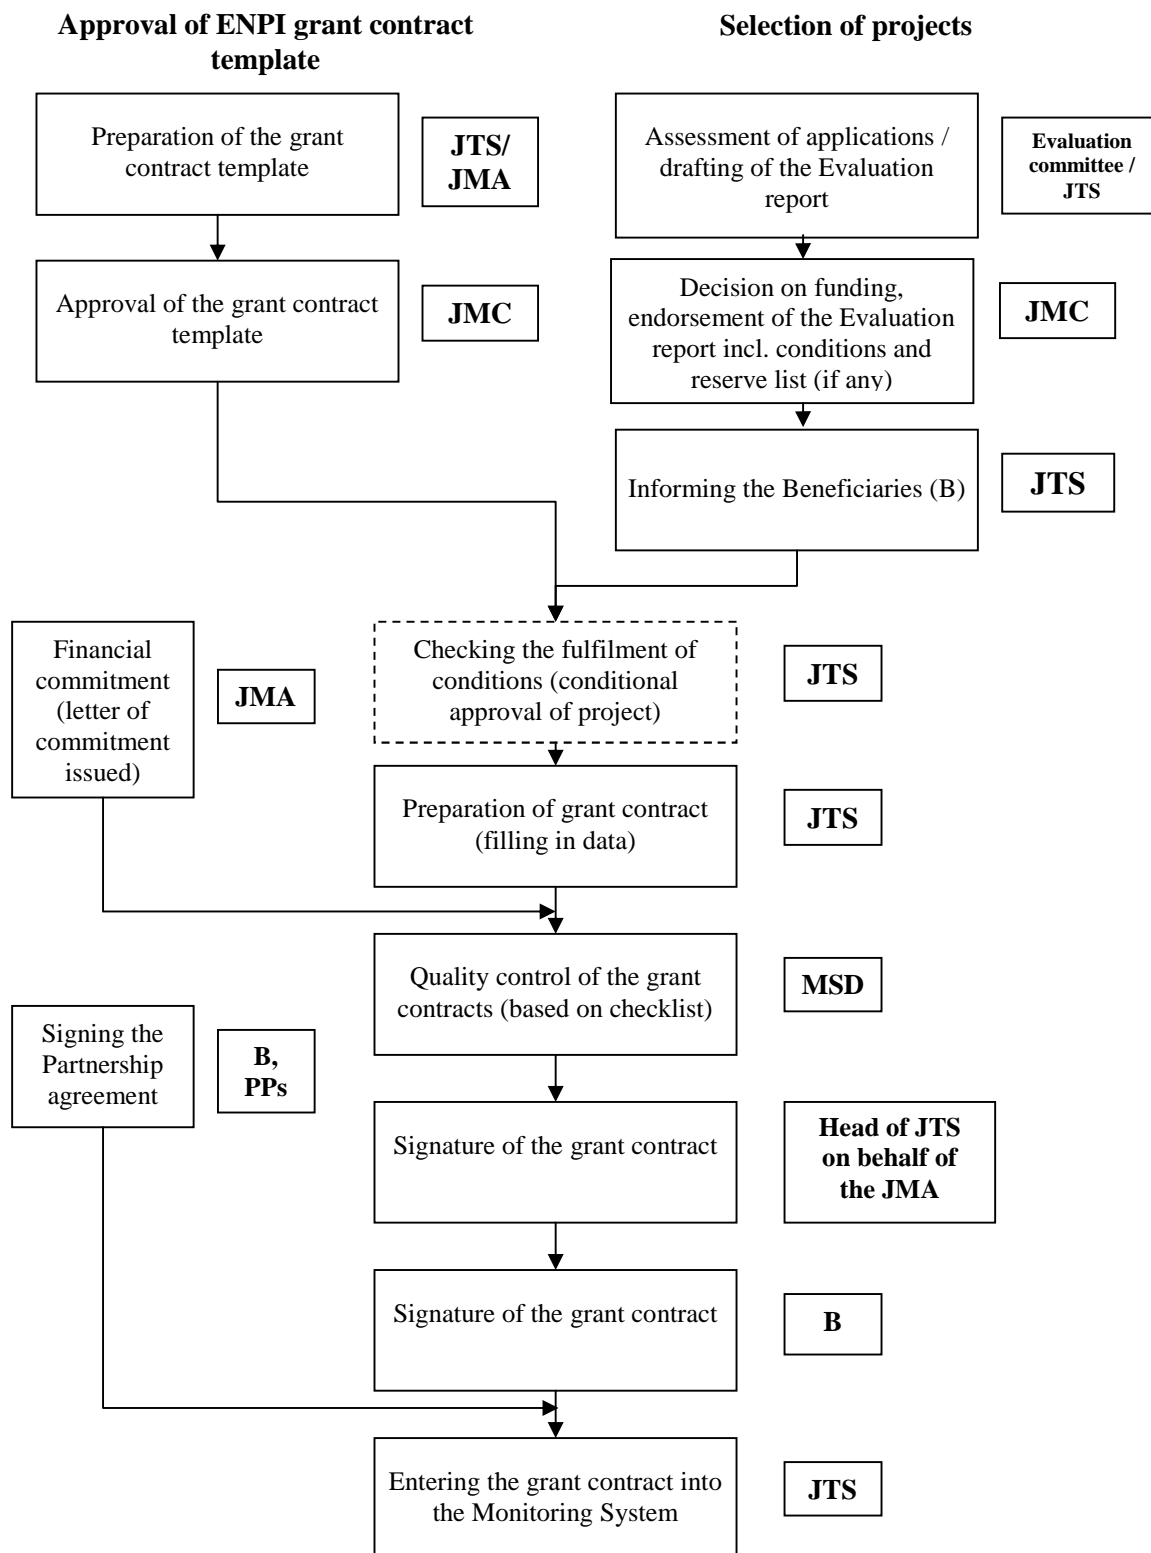 Approval of ENPI grant contract
template
Selection of projects
Preparation of the grant
contract template
JTS/
JMA
Assessment of applications /
drafting of the Evaluation
report
Evaluation
committee /
JTS
Approval of the grant contract
template
JMC
Decision on funding,
endorsement of the Evaluation
report incl. conditions and
reserve list (if any)
JMC
Informing the Beneficiaries (B)
JTS
Financial
commitment
(letter of
commitment
issued)
JMA
Checking the fulfilment of
conditions (conditional
approval of project)
JTS
Preparation of grant contract
(filling in data)
JTS
Quality control of the grant
contracts (based on checklist)
MSD
Signing the
Partnership
agreement
B,
PPs
Signature of the grant contract
Head of JTS
on behalf of
the JMA
Signature of the grant contract
B
Entering the grant contract into
the Monitoring System
JTS